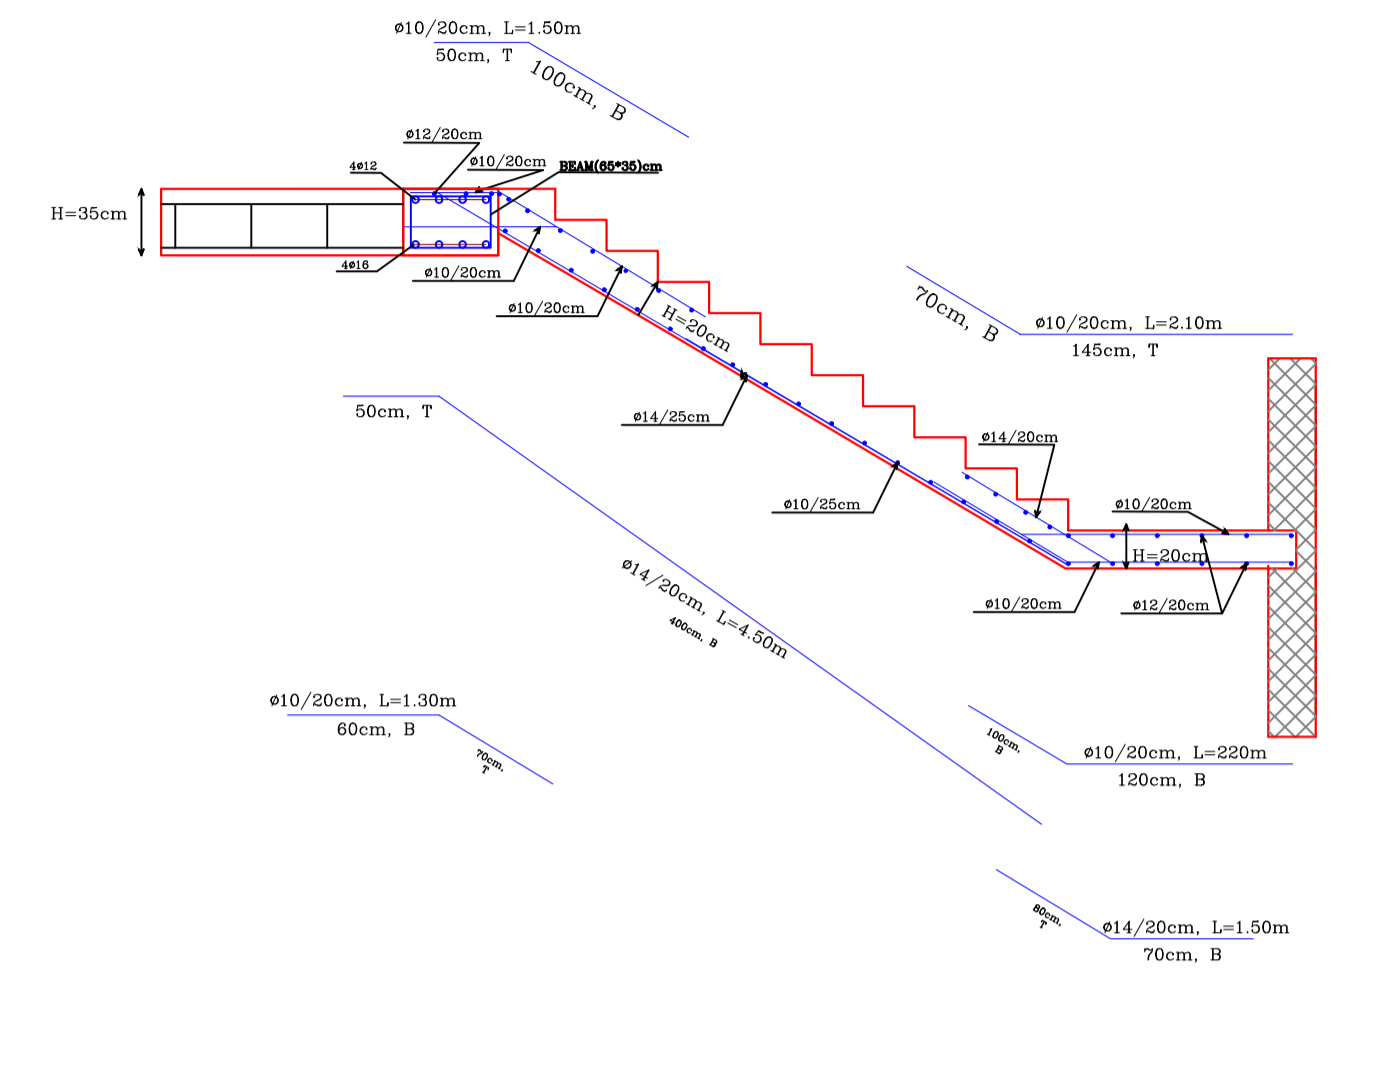 ø10/20cm, L=1.50m
50cm, T
100cm, B
ø12/20cm
ø10/20cm
BEAM(65*35)cm
4ø12
H=35cm
4ø16
ø10/20cm
ø10/20cm
H=20cm
70cm, B
ø10/20cm, L=2.10m
145cm, T
50cm, T
ø14/25cm
ø14/20cm
ø10/25cm
ø10/20cm
H=20cm
ø10/20cm
ø12/20cm
ø14/20cm, L=4.50m
400cm, B
ø10/20cm, L=1.30m
60cm, B
70cm,
T
100cm,
B
ø10/20cm, L=220m
120cm, B
80cm,
T
ø14/20cm, L=1.50m
70cm, B